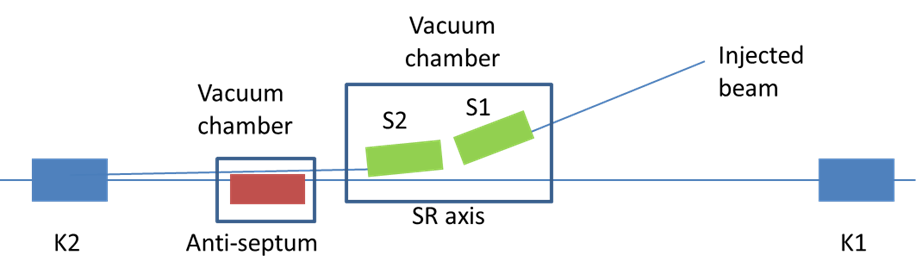 Vacuum
chamber
Injected
beam
Vacuum
chamber
S1
S2
SR axis
K2
Anti-septum
K1